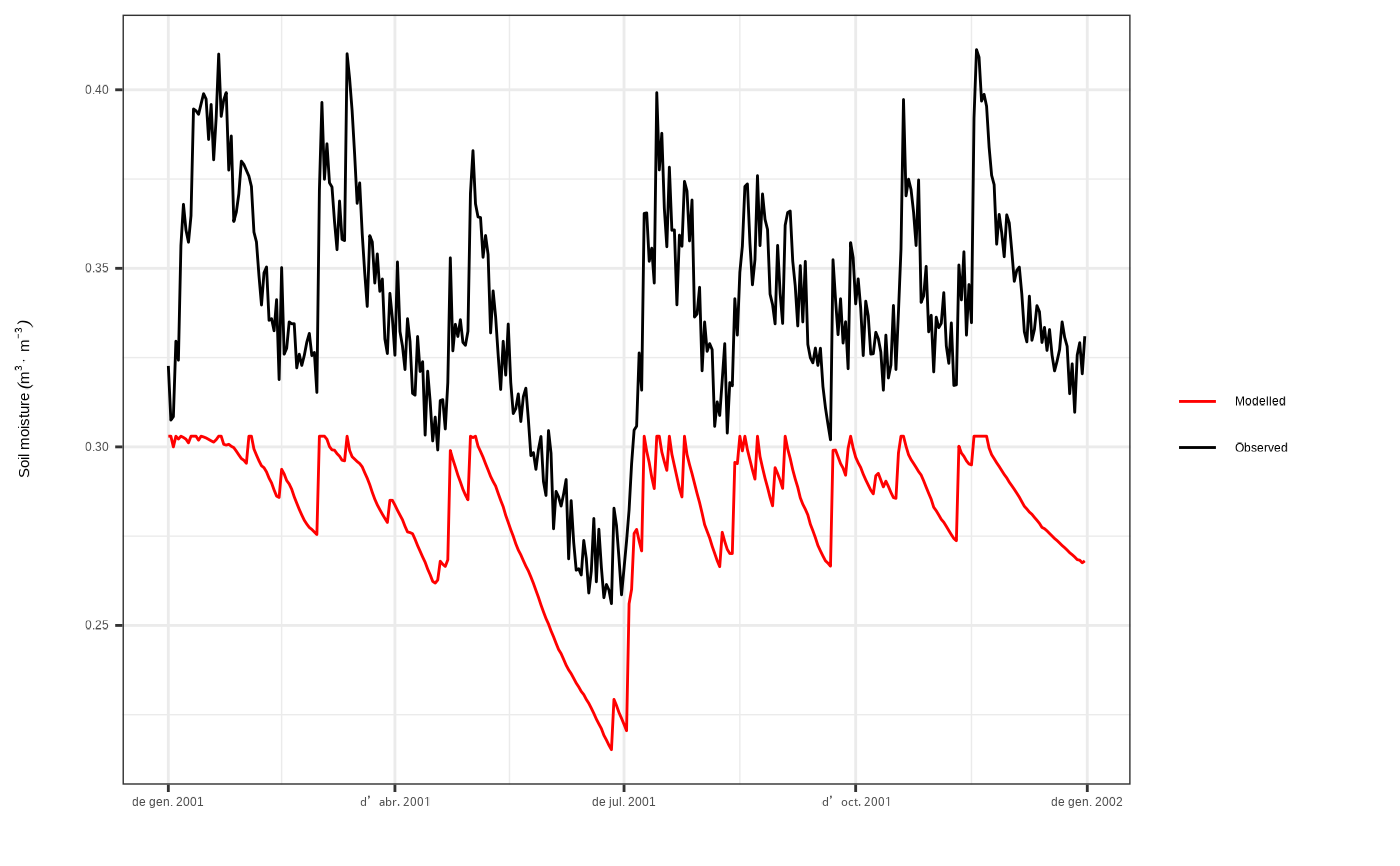 Soil moisture (m³ · m⁻³)
0.40
0.35
0.30
0.25
de gen. 2001
d’ abr. 2001
de jul. 2001
d’ oct. 2001
de gen. 2002
Modelled
Observed